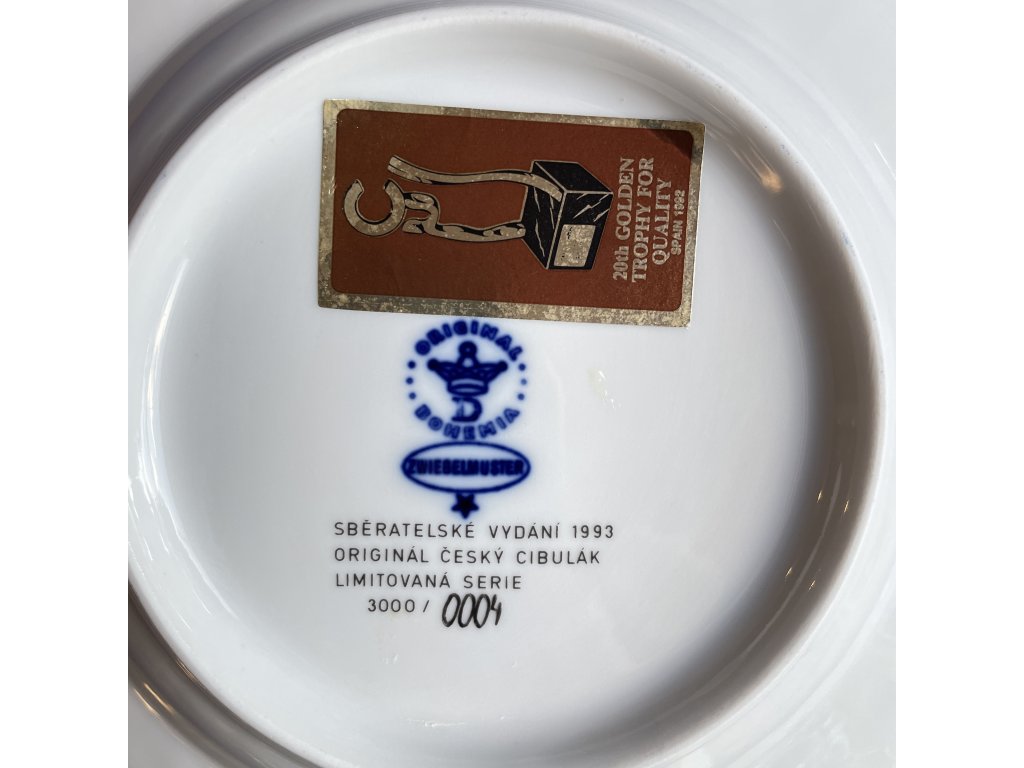 20th GOLDEN
TROPHY FOR
QUALITY
SPAIN 1992
ORIGINAL
D
BOHEMIA
ZWIEBELMUSTER
SBĚRATELSKÉ VYDÁNÍ 1993
ORIGINÁL ČESKÝ CIBULÁK
LIMITOVANÁ SERIE
3000 / 0004